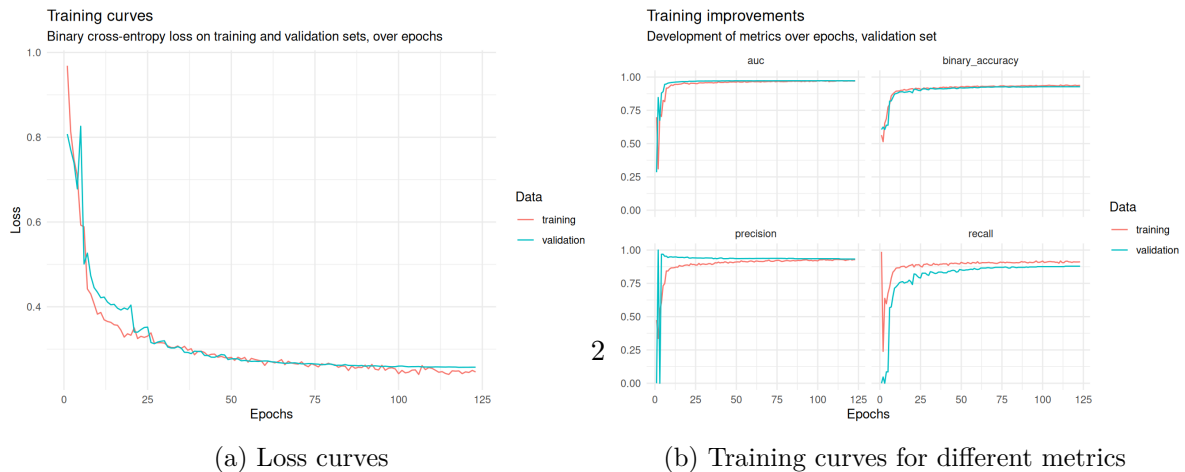 Training curves
Binary cross-entropy loss on training and validation sets, over epochs
1.0
0.8
0.6
0.4
Loss
0
25
50
75
100
125
Epochs
Data
training
validation
(a) Loss curves
2
Training improvements
Development of metrics over epochs, validation set
auc
binary_accuracy
1.00
0.75
0.50
0.25
0.00
precision
recall
1.00
0.75
0.50
0.25
0.00
0 25 50 75 100 125 0 25 50 75 100 125
Epochs
Data
training
validation
(b) Training curves for different metrics